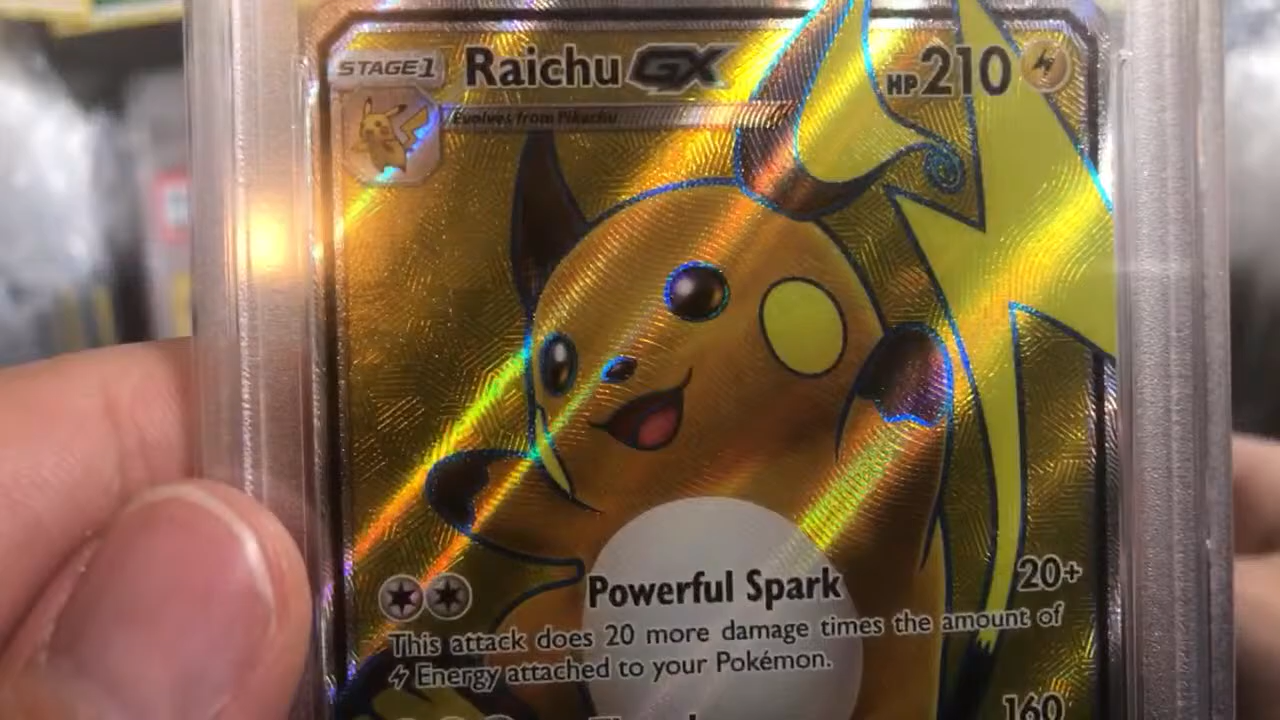 STAGE1 Raichu GX HP210
Evolves from Pikachu
Powerful Spark 20+
This attack does 20 more damage times the amount of
Energy attached to your Pokémon.
160